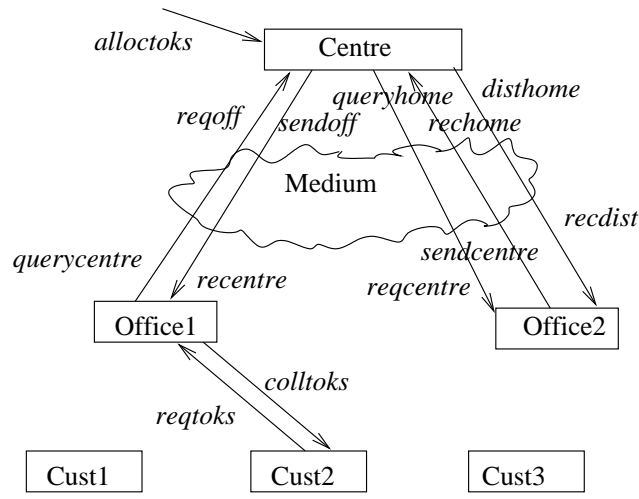 alloctoks
Centre
disthome
queryhome
reqoff
sendoff
rechome
Medium
recdist
querycentre
sendcentre
recentre
reqcentre
Office1
Office2
colltoks
reqtoks
Cust1
Cust2
Cust3